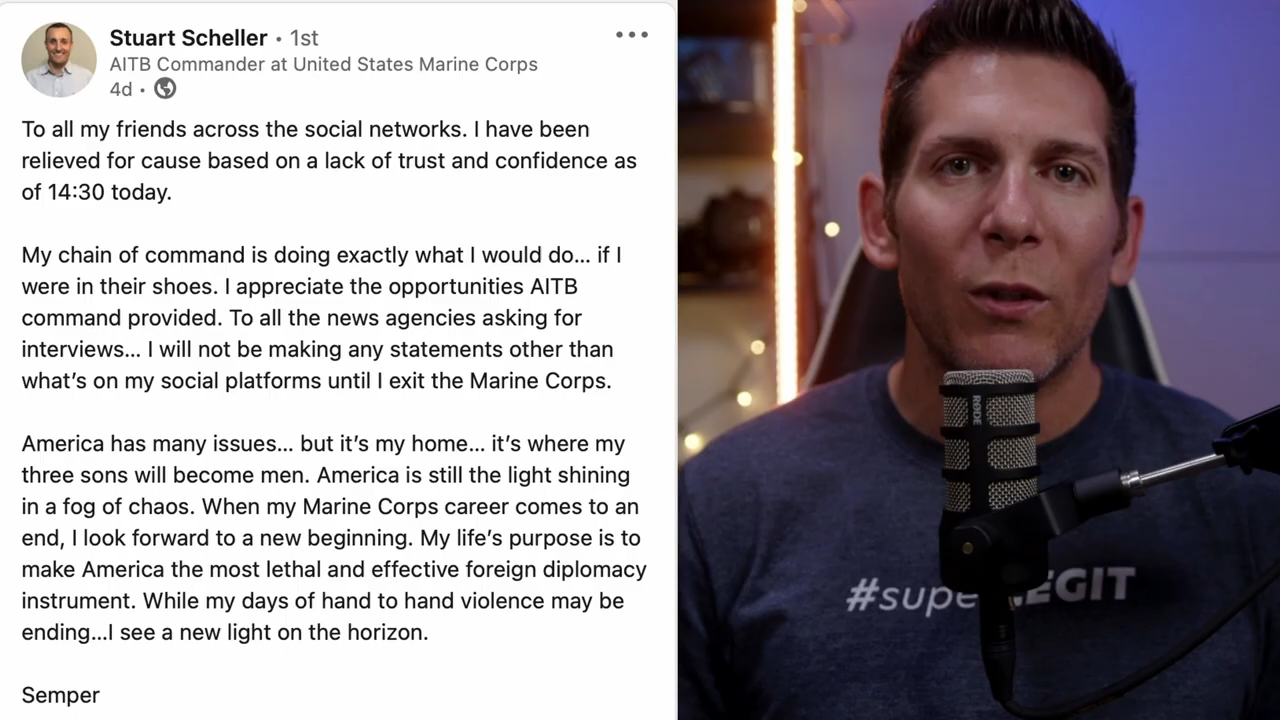 Stuart Scheller • 1st
AITB Commander at United States Marine Corps
4d •
To all my friends across the social networks. I have been
relieved for cause based on a lack of trust and confidence as
of 14:30 today.
My chain of command is doing exactly what I would do... if I
were in their shoes. I appreciate the opportunities AITB
command provided. To all the news agencies asking for
interviews... I will not be making any statements other than
what's on my social platforms until I exit the Marine Corps.
America has many issues... but it's my home... it's where my
three sons will become men. America is still the light shining
in a fog of chaos. When my Marine Corps career comes to an
end, I look forward to a new beginning. My life's purpose is to
make America the most lethal and effective foreign diplomacy
instrument. While my days of hand to hand violence may be
ending...I see a new light on the horizon.
Semper
RØDE
#supe EGIT